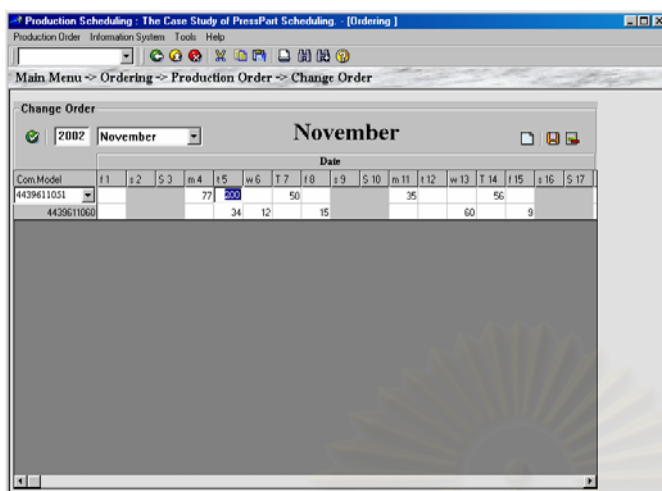 Production Scheduling : The Case Study of PressPart Scheduling. - [Ordering ]
Production Order Information System Tools Help
Main Menu -> Ordering -> Production Order -> Change Order
Change Order
2002 November November
Date
Com.Model f 1 s 2 S 3 m 4 t 5 w 6 T 7 f 8 s 9 S 10 m 11 t 12 w 13 T 14 f 15 s 16 S 17
4439611051 77 200 50 35 56
4439611060 34 12 15 60 9